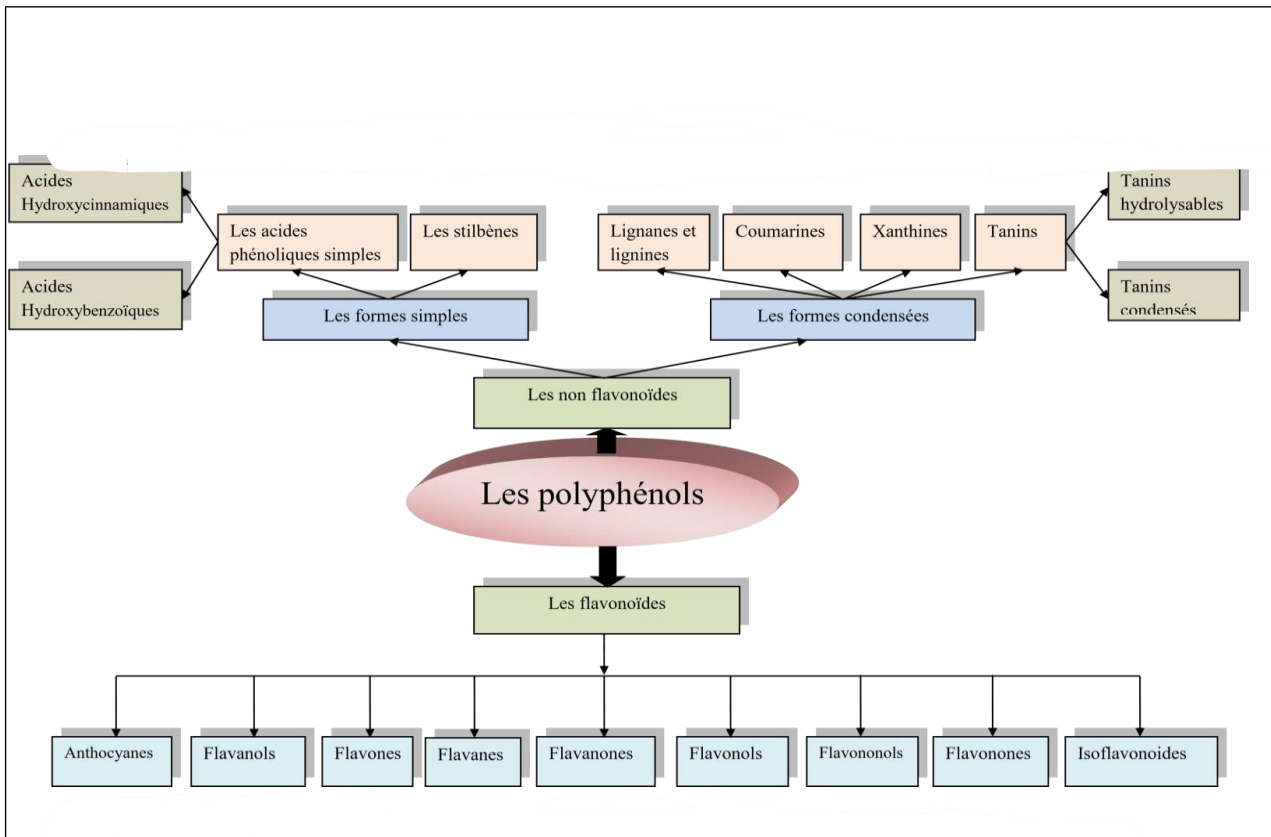 Acides
Hydroxycinnamiques
Tanins
hydrolysables
Les acides
phénoliques simples
Les stilbènes
Lignanes et
lignines
Coumarines
Xanthines
Tanins
Acides
Hydroxybenzoïques
Tanins
condensés
Les formes simples
Les formes condensées
Les non flavonoïdes
Les polyphénols
Les flavonoïdes
Anthocyanes
Flavanols
Flavones
Flavanes
Flavanones
Flavonols
Flavononols
Flavonones
Isoflavonoides